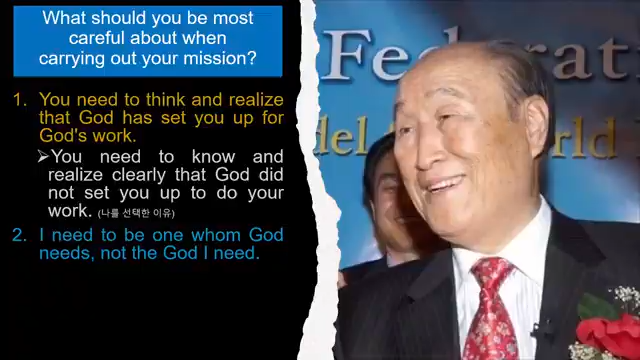 What should you be most
careful about when
carrying out your mission?
1. You need to think and realize
that God has set you up for
God's work.
➢You need to know and
realize clearly that God did
not set you up to do your
work. (나를 선택한 이유)
2. I need to be one whom God
needs, not the God I need.
Federat
del
rld